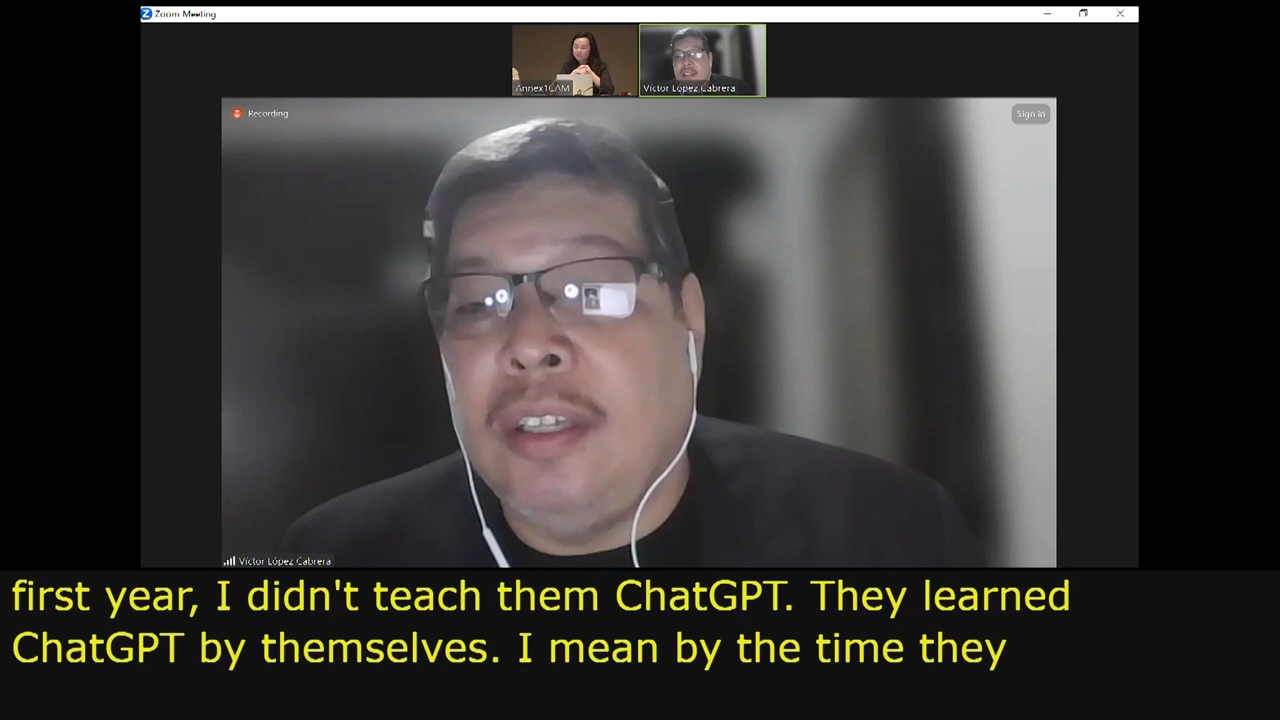 Zoom Meeting
Annex1CAM
Víctor López Cabrera
Recording
Sign in
Víctor López Cabrera
first year, I didn't teach them ChatGPT. They learned
ChatGPT by themselves. I mean by the time they